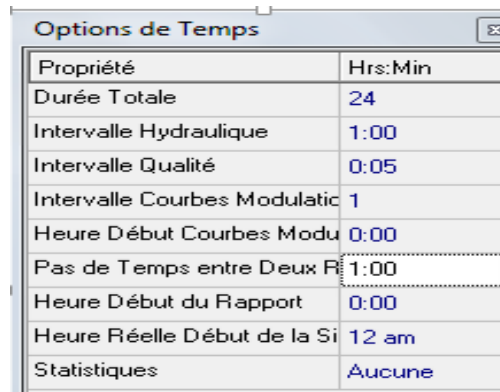 Options de Temps
Propriété Hrs:Min
Durée Totale 24
Intervalle Hydraulique 1:00
Intervalle Qualité 0:05
Intervalle Courbes Modulatic 1
Heure Début Courbes Modu 0:00
Pas de Temps entre Deux R 1:00
Heure Début du Rapport 0:00
Heure Réelle Début de la Si 12 am
Statistiques Aucune